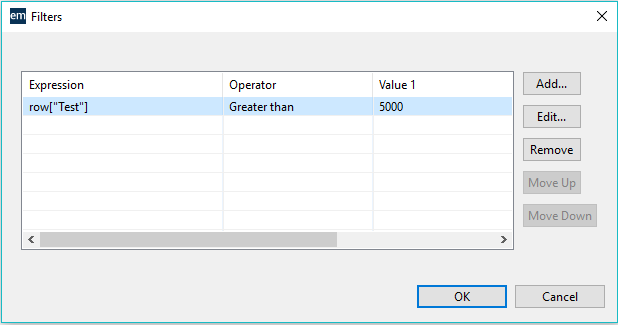 em Filters
Expression Operator Value 1
row["Test"] Greater than 5000
Add...
Edit...
Remove
Move Up
Move Down
OK Cancel